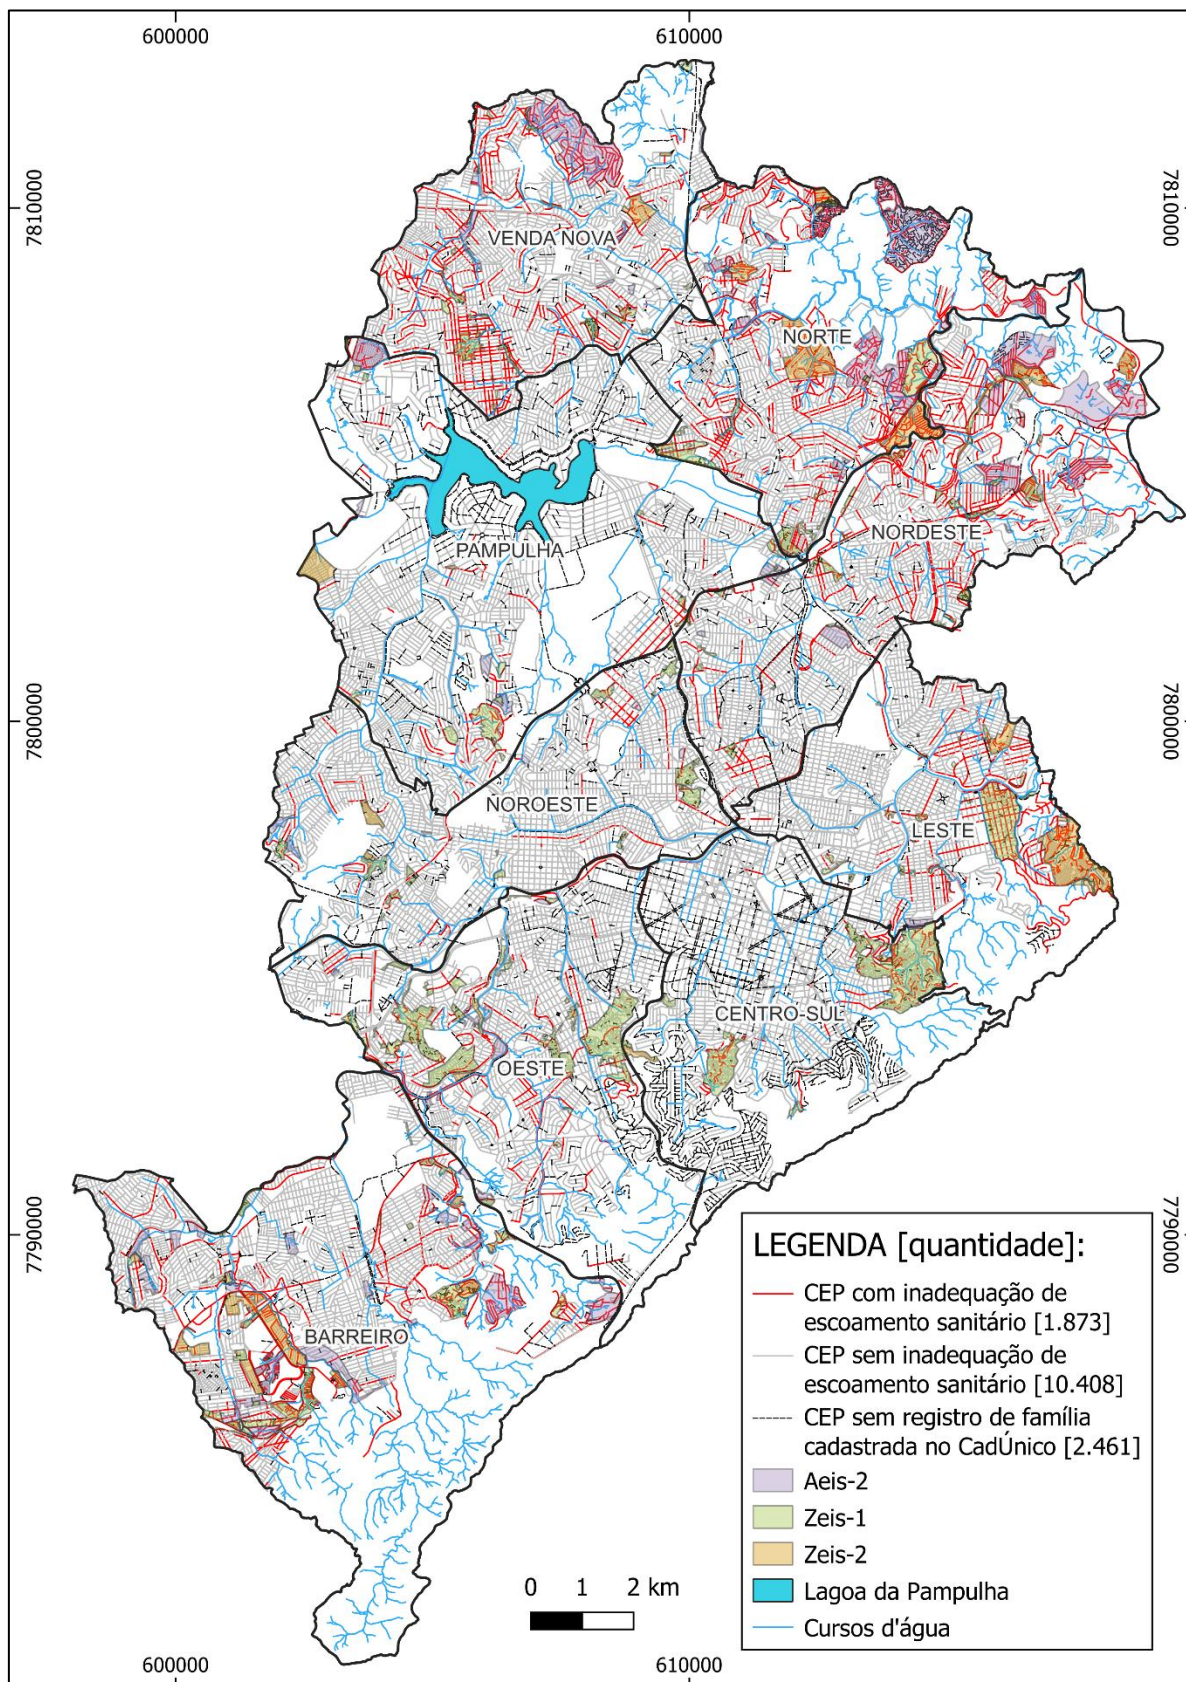 600000
610000
7810000
7810000
VENDA NOVA
NORTE
NORDESTE
PAMPULHA
7800000
7800000
NOROESTE
LESTE
CENTRO-SUL
OESTE
7790000
7790000
BARREIRO
LEGENDA [quantidade]:
CEP com inadequação de
escoamento sanitário [1.873]
CEP sem inadequação de
escoamento sanitário [10.408]
CEP sem registro de família
cadastrada no CadÚnico [2.461]
Aeis-2
Zeis-1
Zeis-2
Lagoa da Pampulha
Cursos d'água
0 1 2 km
600000
610000